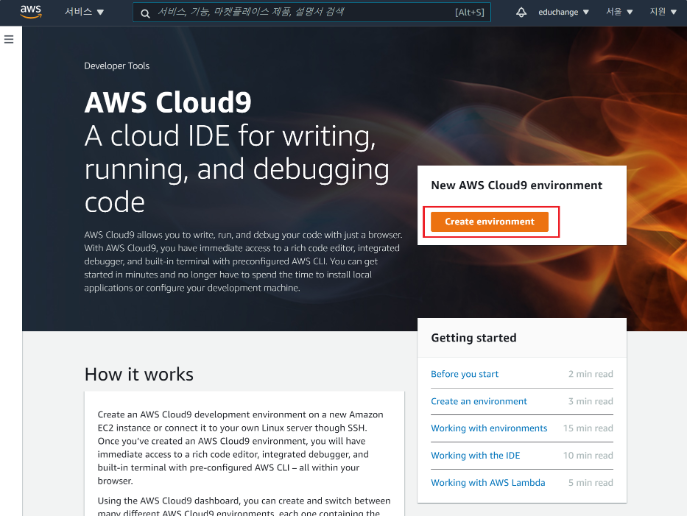 aws 서비스 ▼ 서비스, 기능, 마켓플레이스 제품, 설명서 검색 [Alt+S] educhange ▼ 서울 ▼ 지원 ▼
Developer Tools
AWS Cloud9
A cloud IDE for writing,
running, and debugging
code
AWS Cloud9 allows you to write, run, and debug your code with just a browser.
With AWS Cloud9, you have immediate access to a rich code editor, integrated
debugger, and built-in terminal with preconfigured AWS CLI. You can get
started in minutes and no longer have to spend the time to install local
applications or configure your development machine.
New AWS Cloud9 environment
Create environment
Getting started
Before you start 2 min read
Create an environment 3 min read
Working with environments 15 min read
Working with the IDE 10 min read
Working with AWS Lambda 5 min read
How it works
Create an AWS Cloud9 development environment on a new Amazon
EC2 instance or connect it to your own Linux server though SSH.
Once you've created an AWS Cloud9 environment, you will have
immediate access to a rich code editor, integrated debugger, and
built-in terminal with pre-configured AWS CLI – all within your
browser.
Using the AWS Cloud9 dashboard, you can create and switch between
many different AWS Cloud9 environments, each one containing the